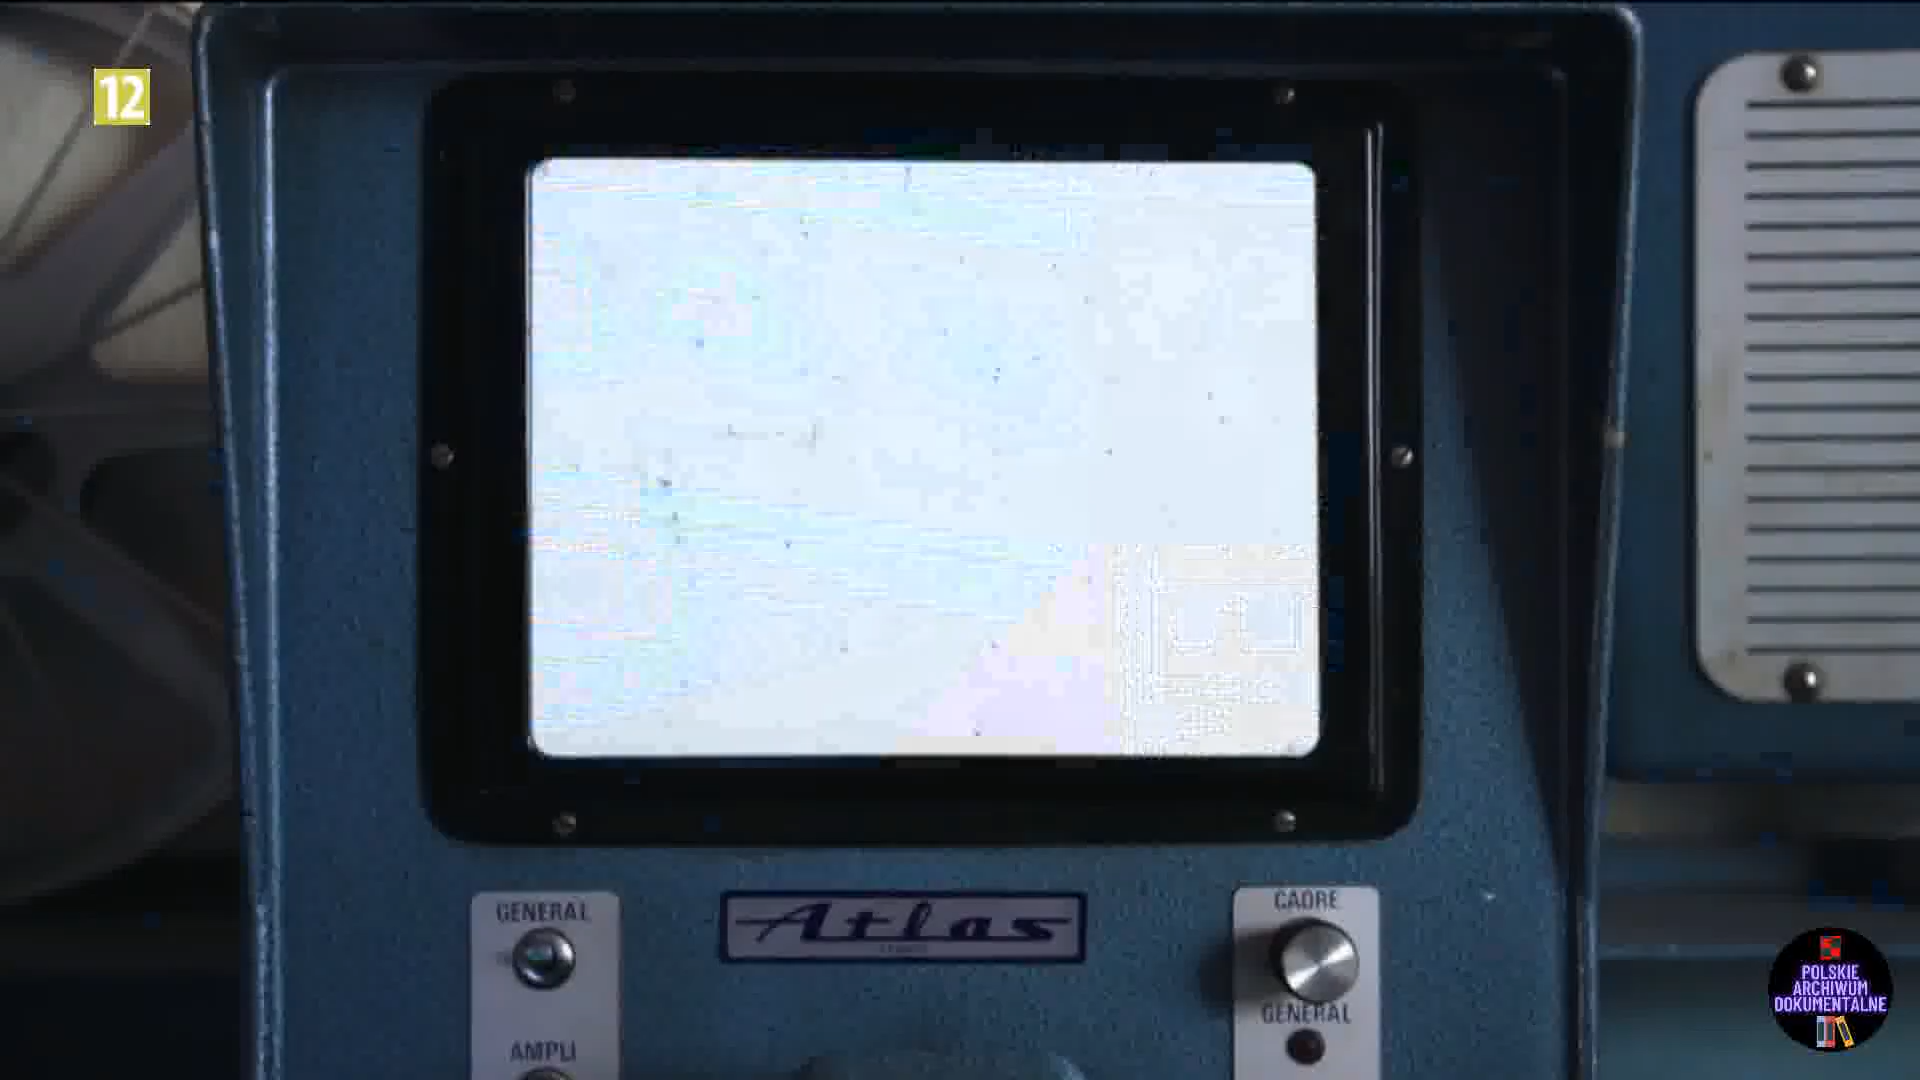 12
GENERAL
Atlas
CADRE
GENERAL
AMPLI
POLSKIE
ARCHIWUM
DOKUMENTALNE